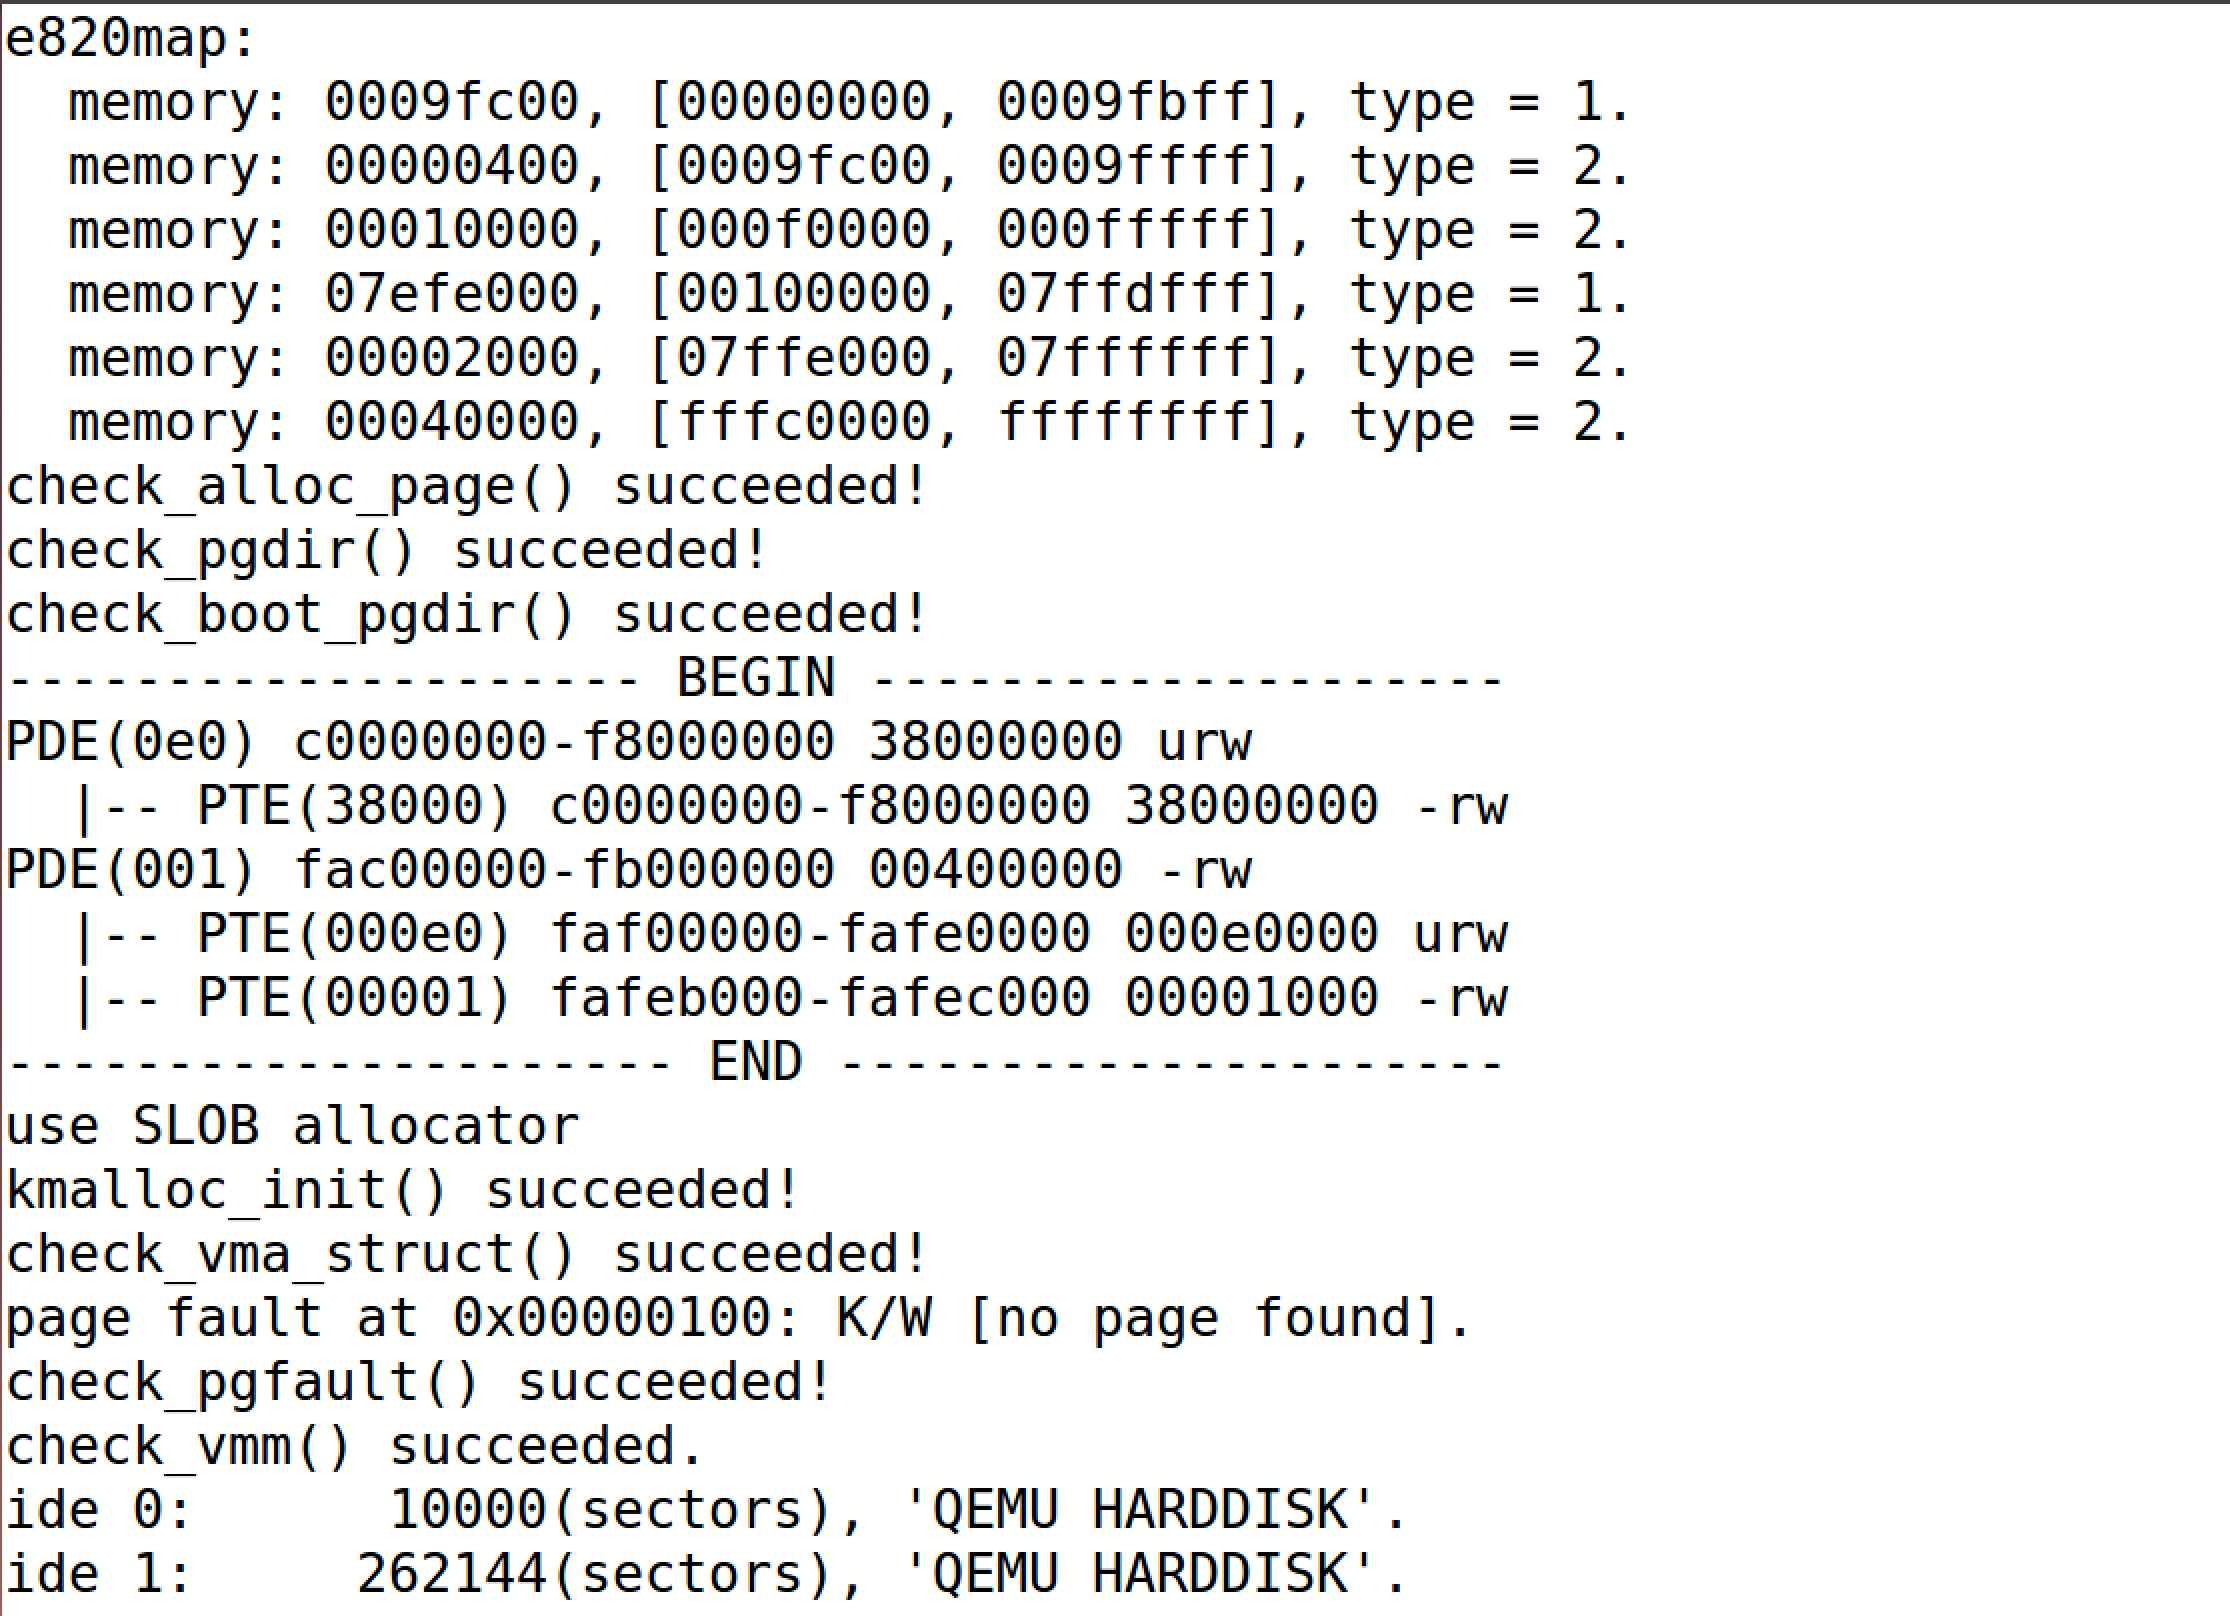 e820map:
  memory: 0009fc00, [00000000, 0009fbff], type = 1.
  memory: 00000400, [0009fc00, 0009ffff], type = 2.
  memory: 00010000, [000f0000, 000fffff], type = 2.
  memory: 07efe000, [00100000, 07ffdfff], type = 1.
  memory: 00002000, [07ffe000, 07ffffff], type = 2.
  memory: 00040000, [fffc0000, ffffffff], type = 2.
check_alloc_page() succeeded!
check_pgdir() succeeded!
check_boot_pgdir() succeeded!
-------------------- BEGIN --------------------
PDE(0e0) c0000000-f8000000 38000000 urw
  |-- PTE(38000) c0000000-f8000000 38000000 -rw
PDE(001) fac00000-fb000000 00400000 -rw
  |-- PTE(000e0) faf00000-fafe0000 000e0000 urw
  |-- PTE(00001) fafeb000-fafec000 00001000 -rw
--------------------- END ---------------------
use SLOB allocator
kmalloc_init() succeeded!
check_vma_struct() succeeded!
page fault at 0x00000100: K/W [no page found].
check_pgfault() succeeded!
check_vmm() succeeded.
ide 0:      10000(sectors), 'QEMU HARDDISK'.
ide 1:     262144(sectors), 'QEMU HARDDISK'.